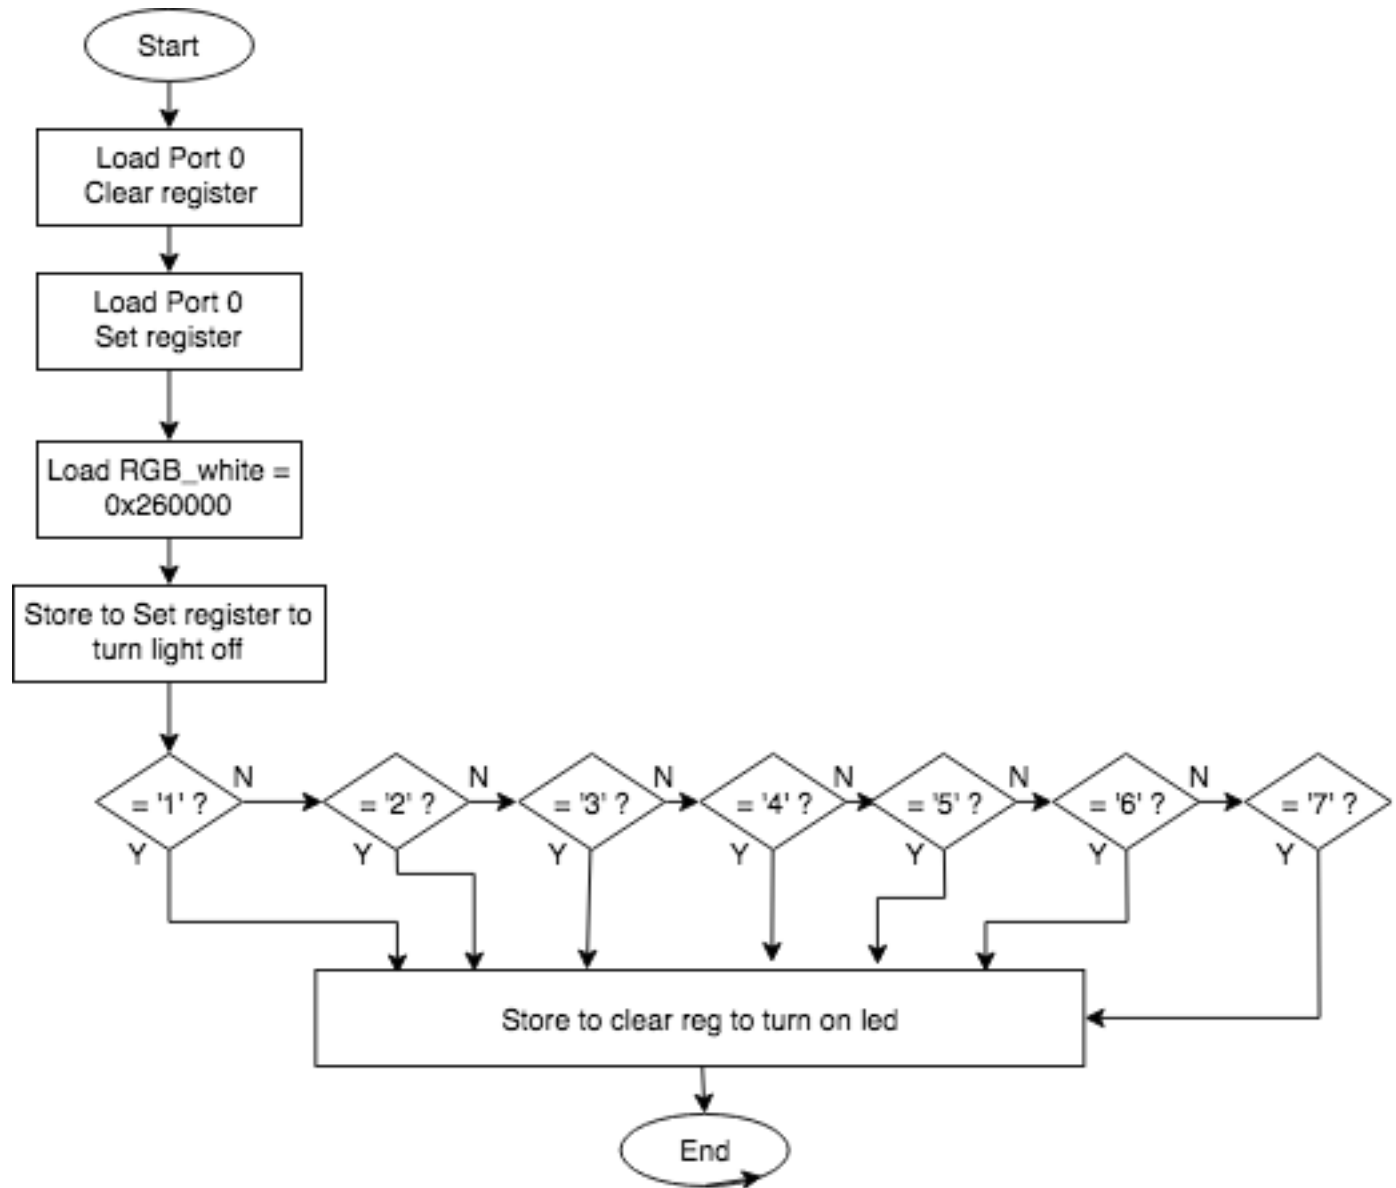 Start
Load Port 0
Clear register
Load Port 0
Set register
Load RGB_white =
0x260000
Store to Set register to
turn light off
= '1' ?
N
= '2' ?
N
= '3' ?
N
= '4' ?
N
= '5' ?
N
= '6' ?
N
= '7' ?
Y
Y
Y
Y
Y
Y
Y
Store to clear reg to turn on led
End